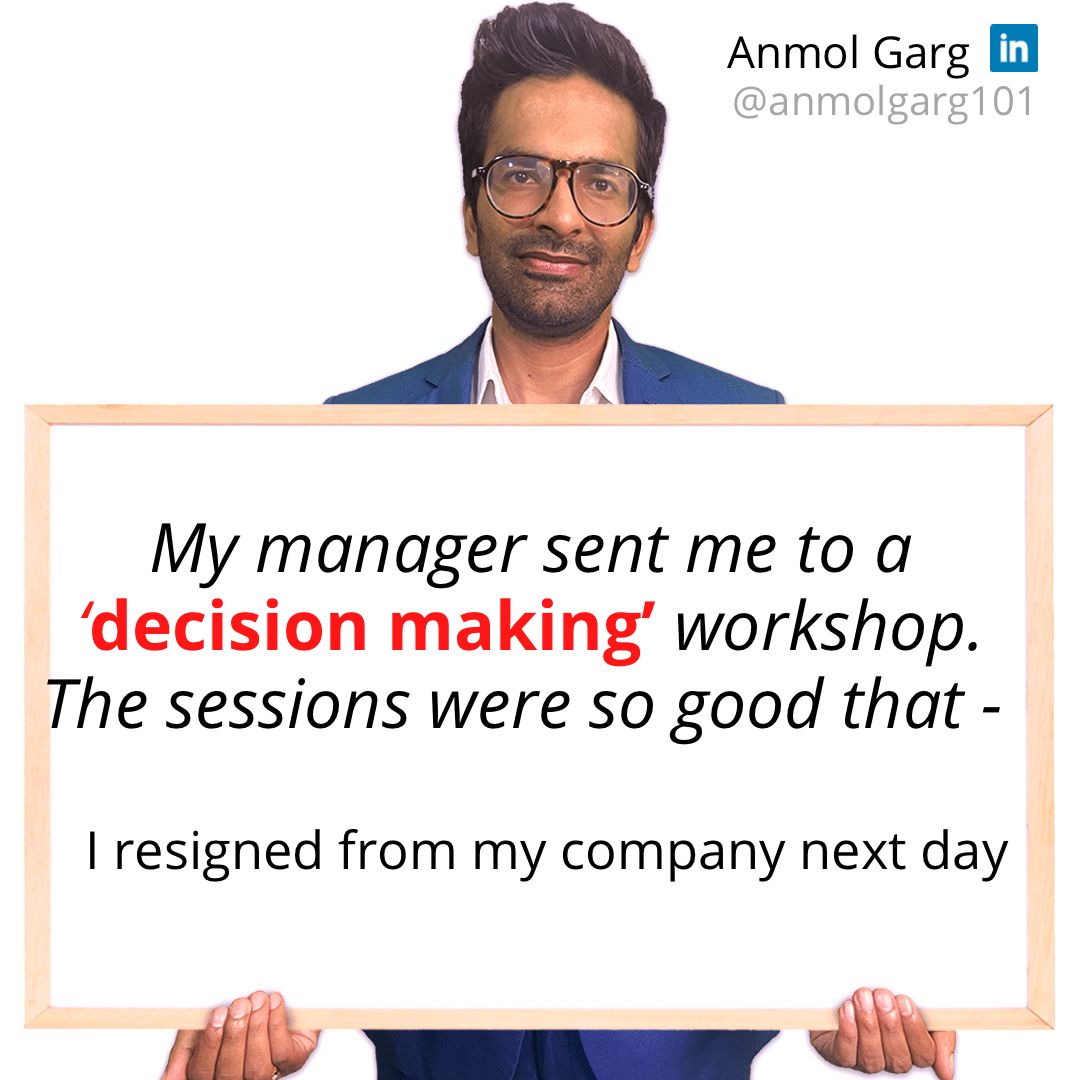 Anmol Garg in
@anmolgarg101
My manager sent me to a
‘decision making’ workshop.
The sessions were so good that -
I resigned from my company next day